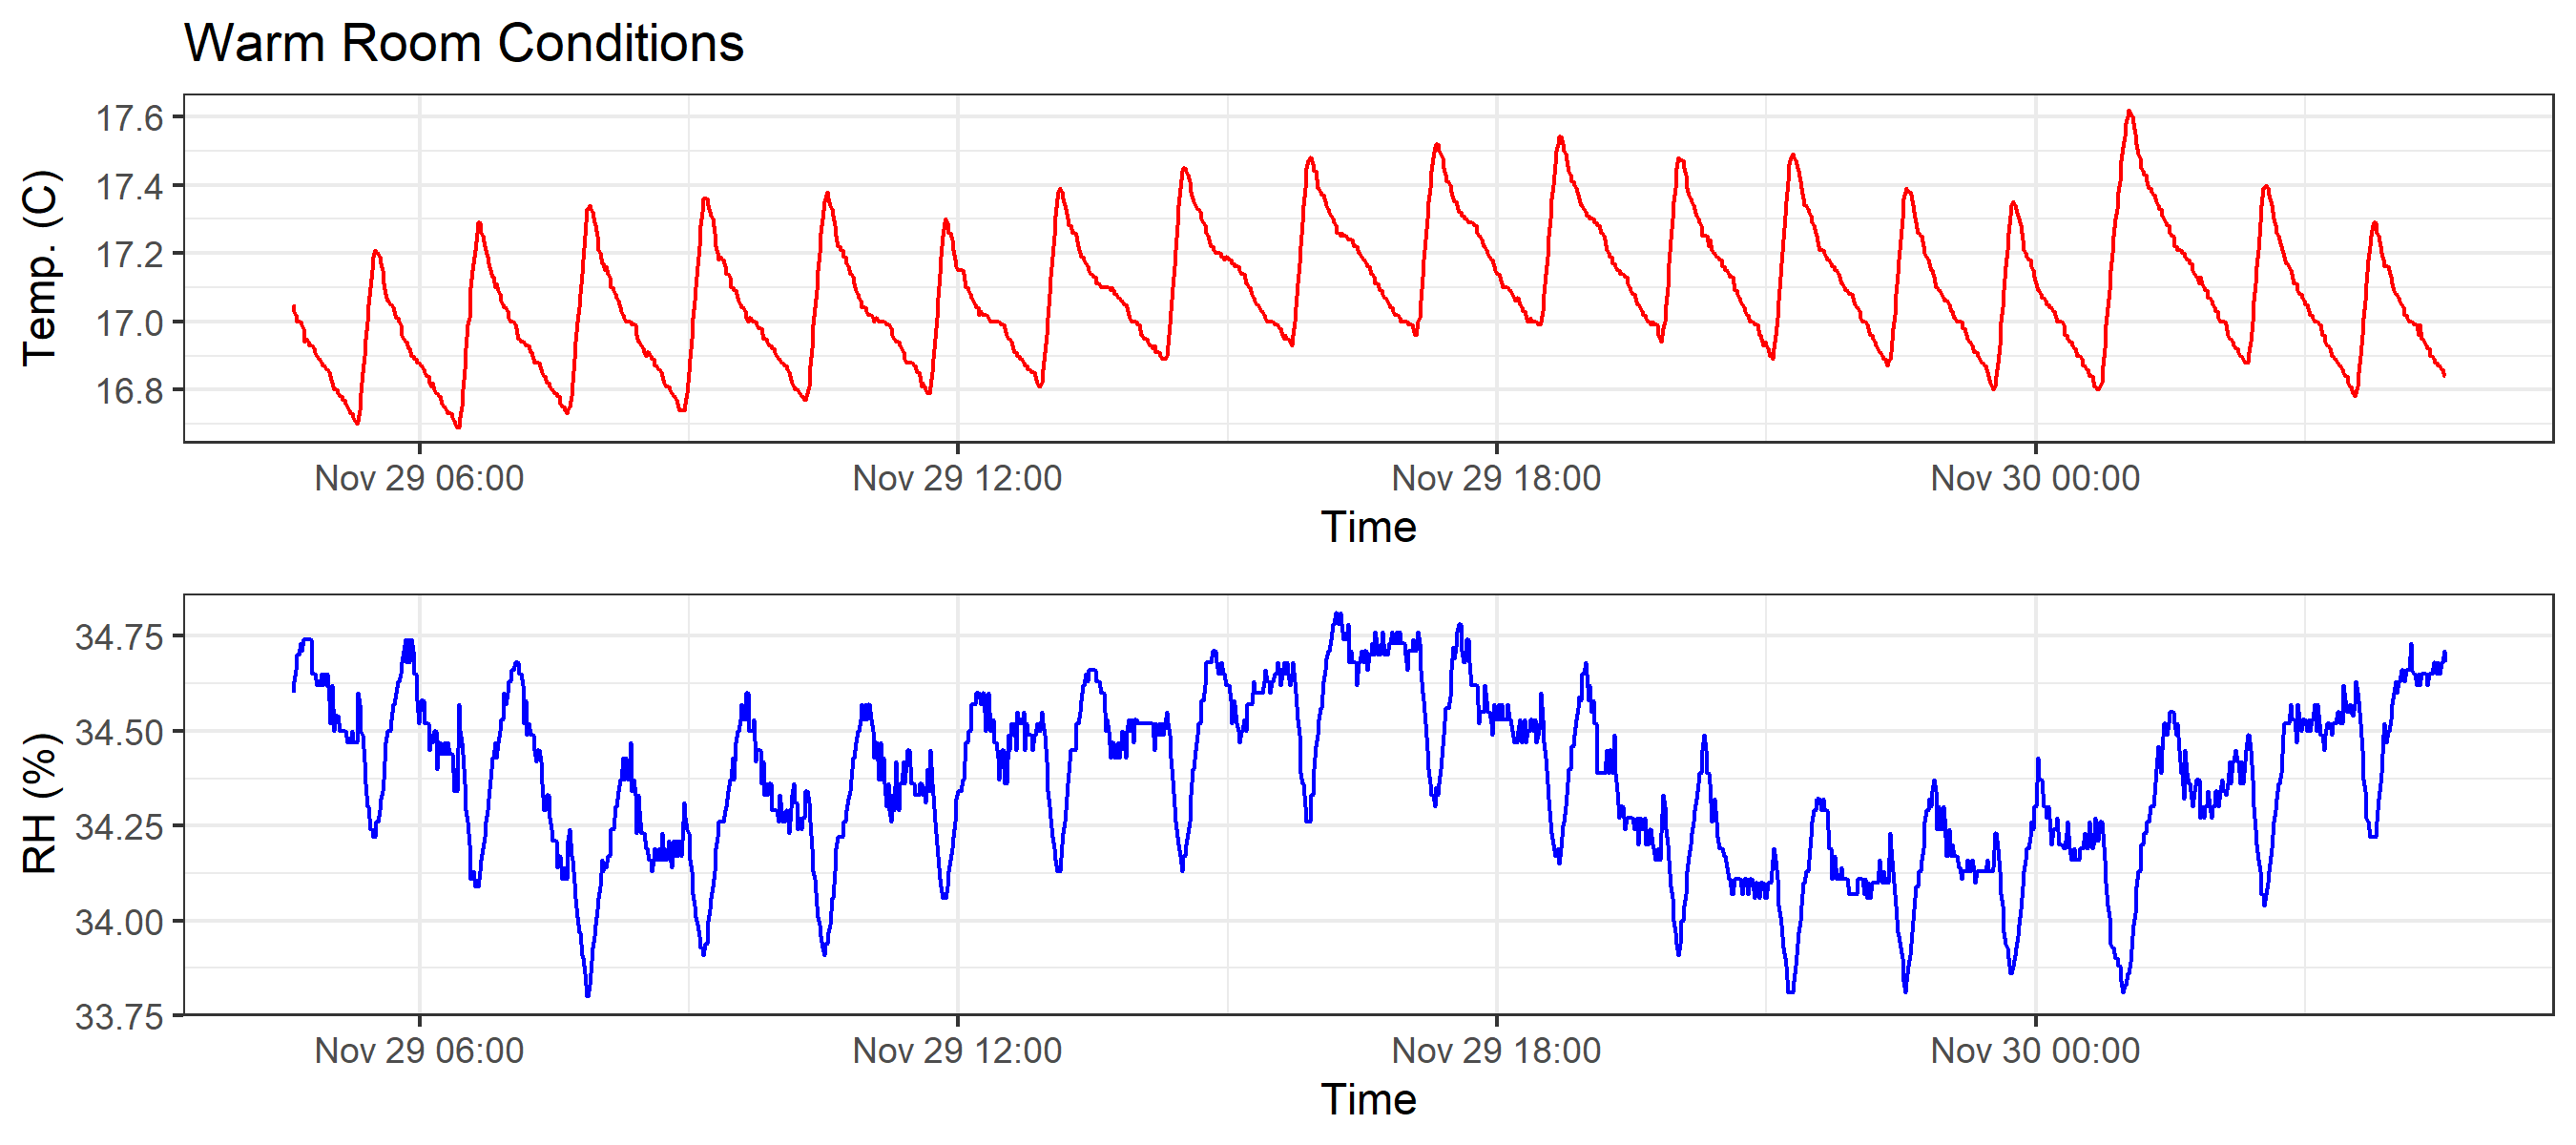 Warm Room Conditions
17.6
17.4
17.2
17.0
16.8
Temp. (C)
Nov 29 06:00 Nov 29 12:00 Nov 29 18:00 Nov 30 00:00
Time
34.75
34.50
34.25
34.00
33.75
RH (%)
Nov 29 06:00 Nov 29 12:00 Nov 29 18:00 Nov 30 00:00
Time